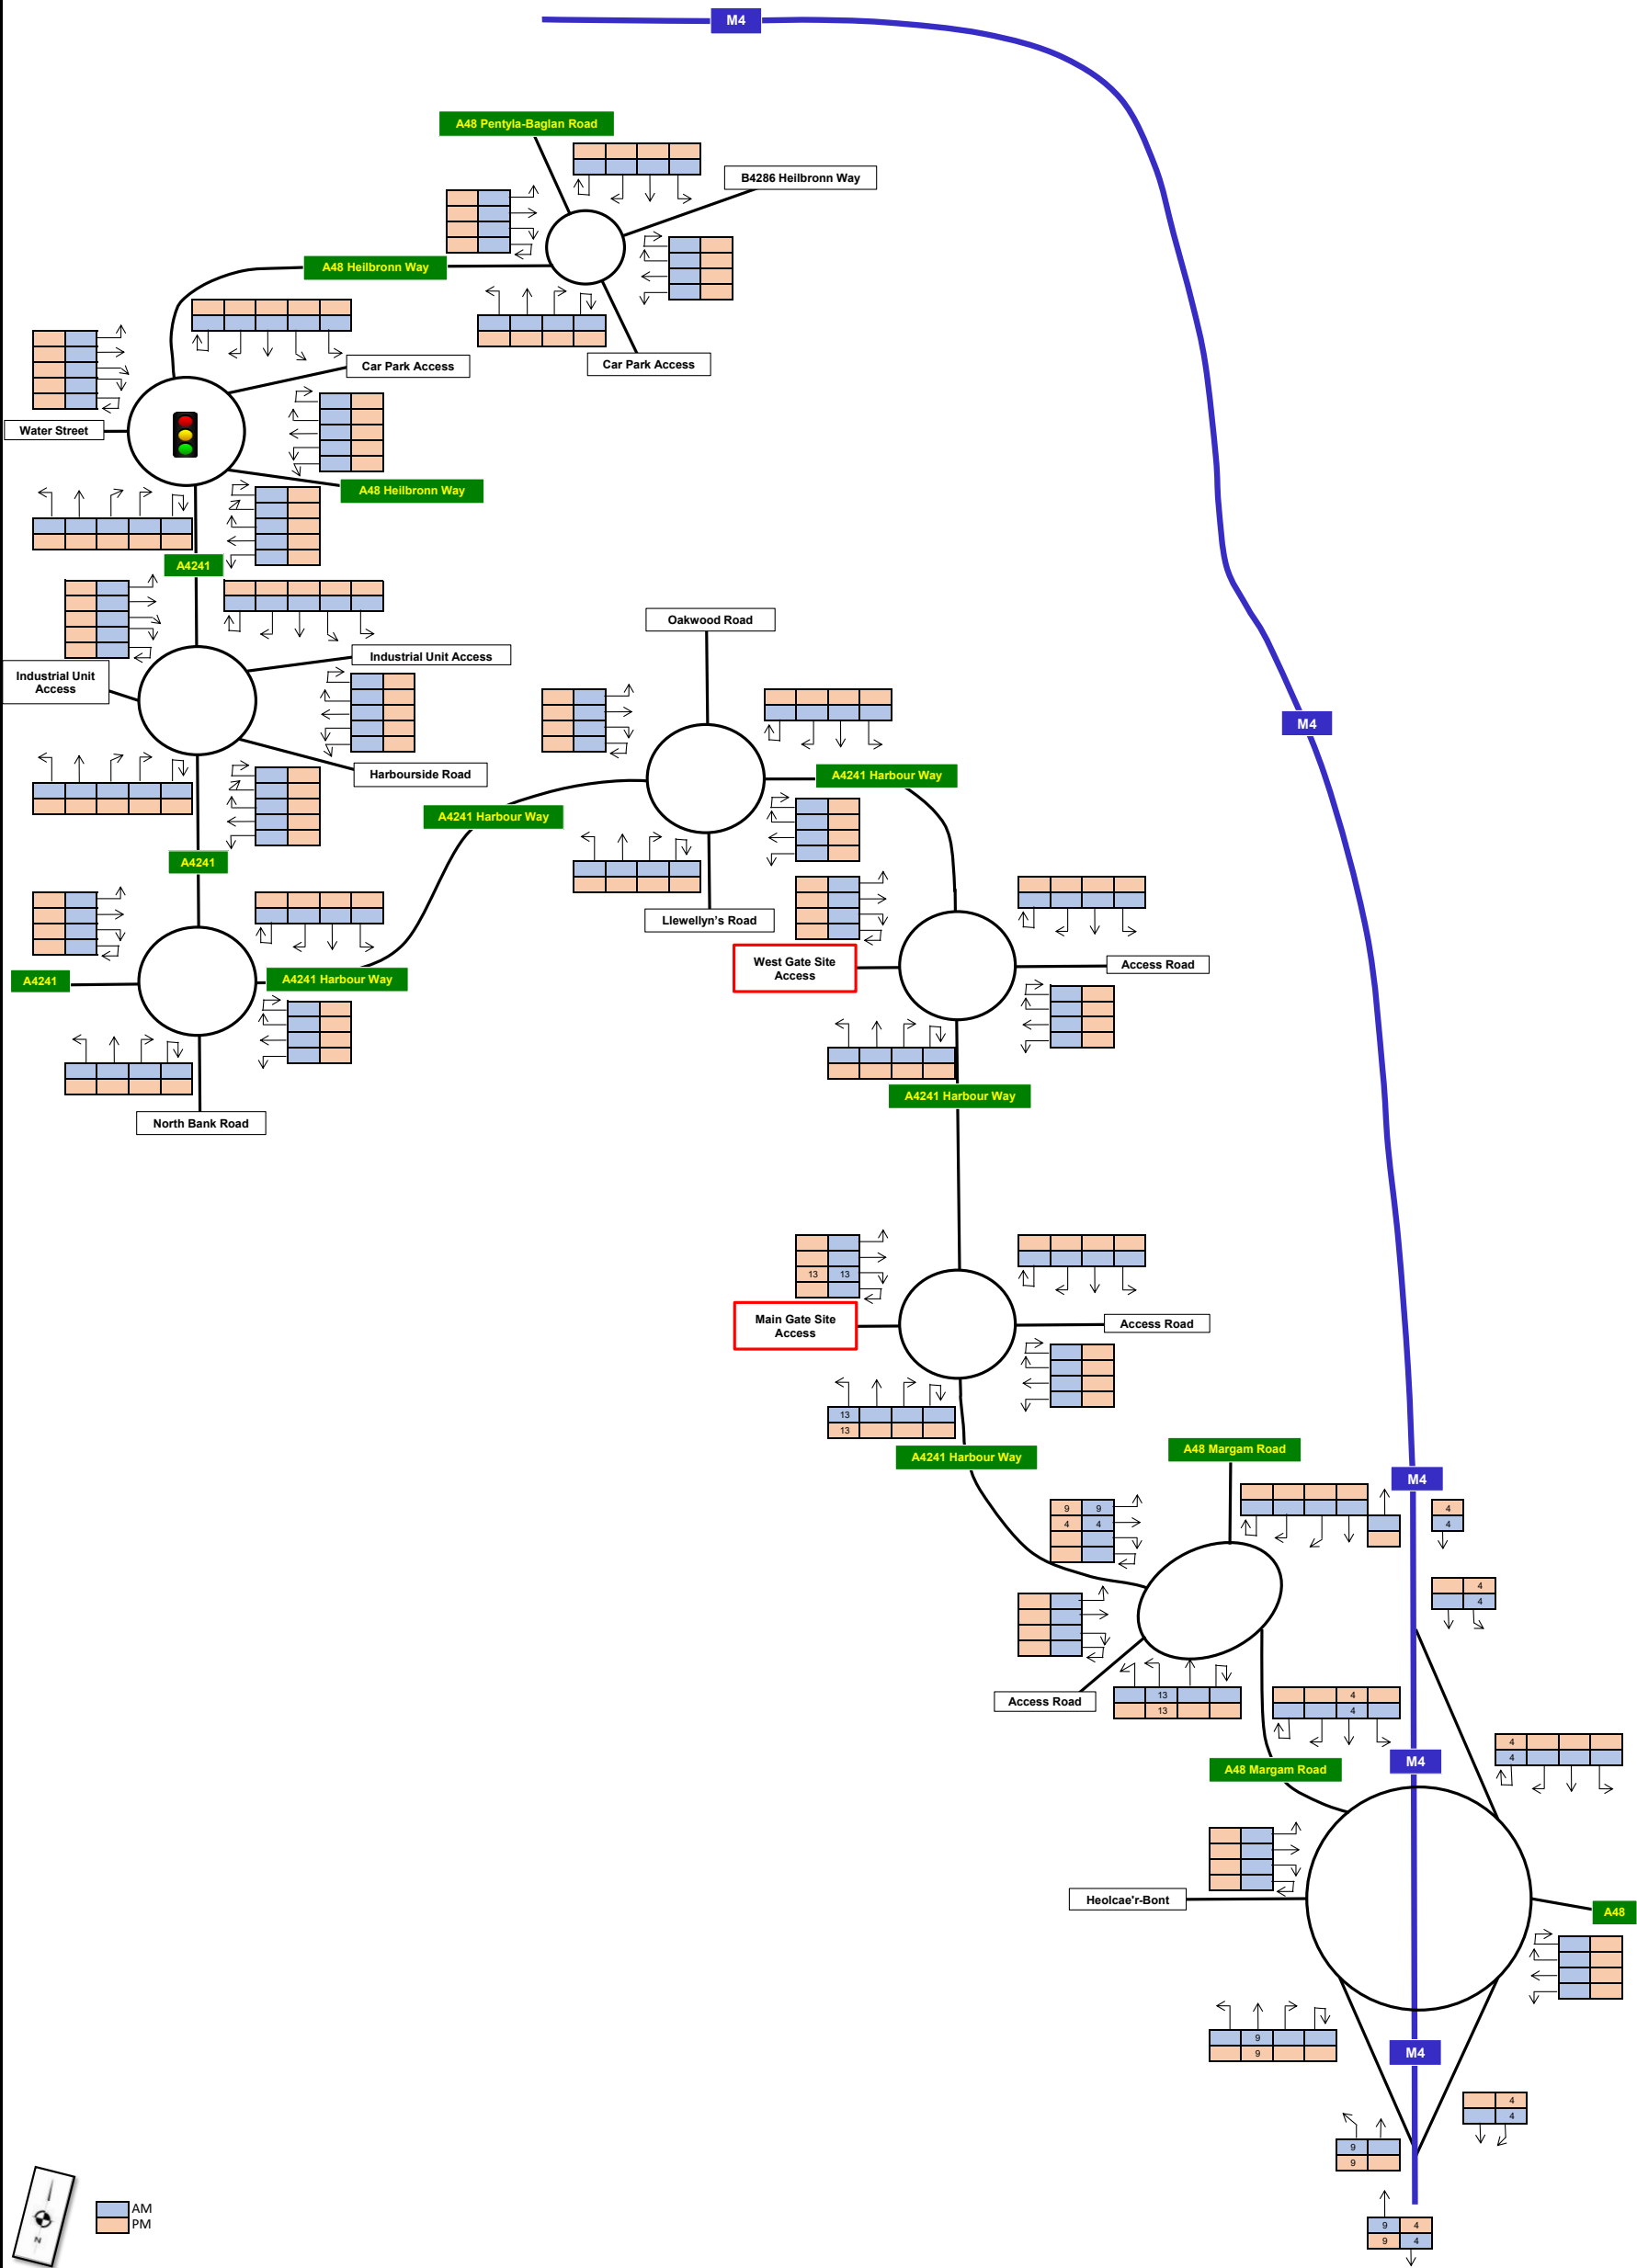 M4
A48 Pentyla-Baglan Road
B4286 Heilbronn Way
A48 Heilbronn Way
Car Park Access
Car Park Access
Water Street
A48 Heilbronn Way
A4241
Oakwood Road
Industrial Unit Access
Industrial Unit
Access
M4
Harbourside Road
A4241 Harbour Way
A4241 Harbour Way
A4241
Llewellyn's Road
West Gate Site
Access
Access Road
A4241
A4241 Harbour Way
A4241 Harbour Way
North Bank Road
13 13
Main Gate Site
Access
Access Road
13
13
A4241 Harbour Way
A48 Margam Road
M4
9 9
4 4
4
4
4
4
Access Road
13
13
4
4
4
4
M4
A48 Margam Road
Heolcae'r-Bont
A48
9
9
M4
4
4
9
9
AM
PM
N
9 4
9 4